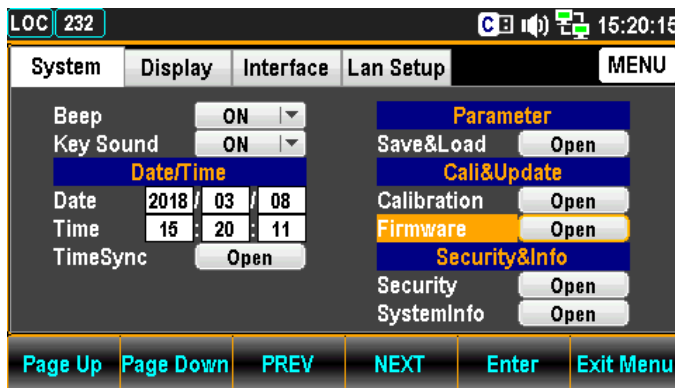 LOC 232 C 15:20:15
System Display Interface Lan Setup MENU
Beep ON
Key Sound ON
Date/Time
Date 2018 / 03 / 08
Time 15 : 20 : 11
TimeSync Open
Parameter
Save&Load Open
Cali&Update
Calibration Open
Firmware Open
Security&Info
Security Open
SystemInfo Open
Page Up Page Down PREV NEXT Enter Exit Menu